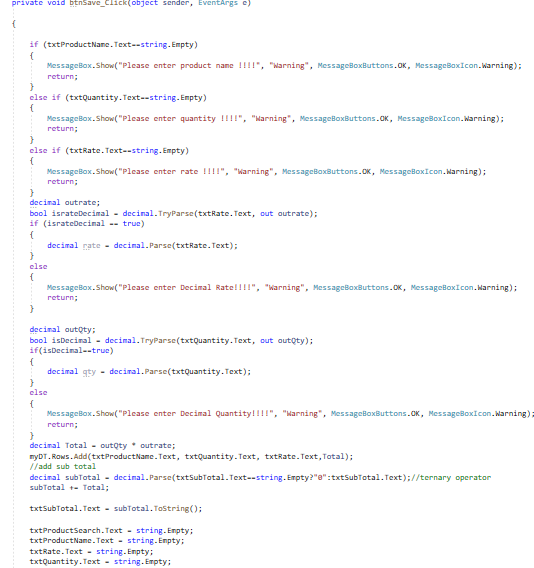 private void btnSave_Click(object sender, EventArgs e)
{
if (txtProductName.Text==string.Empty)
{
MessageBox.Show("Please enter product name !!!!", "Warning", MessageBoxButtons.OK, MessageBoxIcon.Warning);
return;
}
else if (txtQuantity.Text==string.Empty)
{
MessageBox.Show("Please enter quantity !!!!", "Warning", MessageBoxButtons.OK, MessageBoxIcon.Warning);
return;
}
else if (txtRate.Text==string.Empty)
{
MessageBox.Show("Please enter rate !!!!", "Warning", MessageBoxButtons.OK, MessageBoxIcon.Warning);
return;
}
decimal outrate;
bool israteDecimal = decimal.TryParse(txtRate.Text, out outrate);
if (israteDecimal == true)
{
decimal rate = decimal.Parse(txtRate.Text);
}
else
{
MessageBox.Show("Please enter Decimal Rate!!!!", "Warning", MessageBoxButtons.OK, MessageBoxIcon.Warning);
return;
}
decimal outQty;
bool isDecimal = decimal.TryParse(txtQuantity.Text, out outQty);
if(isDecimal==true)
{
decimal qty = decimal.Parse(txtQuantity.Text);
}
else
{
MessageBox.Show("Please enter Decimal Quantity!!!!", "Warning", MessageBoxButtons.OK, MessageBoxIcon.Warning);
return;
}
decimal Total = outQty * outrate;
myDT.Rows.Add(txtProductName.Text, txtQuantity.Text, txtRate.Text,Total);
//add sub total
decimal subTotal = decimal.Parse(txtSubTotal.Text==string.Empty?"0":txtSubTotal.Text);//ternary operator
subTotal += Total;
txtSubTotal.Text = subTotal.ToString();
txtProductSearch.Text = string.Empty;
txtProductName.Text = string.Empty;
txtRate.Text = string.Empty;
txtQuantity.Text = string.Empty;